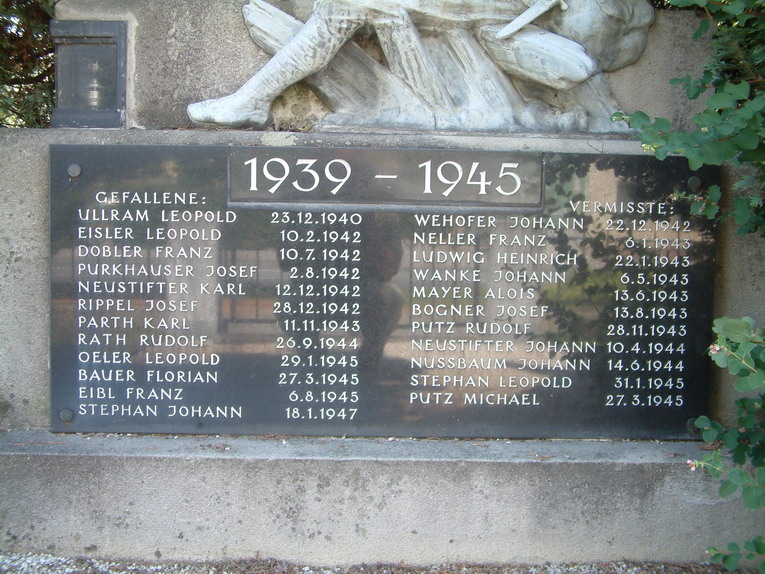 1939 – 1945
GEFALLENE:
ULLRAM LEOPOLD 23.12.1940
EISLER LEOPOLD 10.2.1942
DOBLER FRANZ 10.7.1942
PURKHAUSER JOSEF 2.8.1942
NEUSTIFTER KARL 12.12.1942
RIPPEL JOSEF 28.12.1942
PARTH KARL 11.11.1943
RATH RUDOLF 26.9.1944
OELER LEOPOLD 29.1.1945
BAUER FLORIAN 27.3.1945
EIBL FRANZ 6.8.1945
STEPHAN JOHANN 18.1.1947
VERMISSTE:
WEHOFER JOHANN 22.12.1942
NELLER FRANZ 6.1.1943
LUDWIG HEINRICH 22.1.1943
WANKE JOHANN 6.5.1943
MAYER ALOIS 13.6.1943
BOGNER JOSEF 13.8.1943
PUTZ RUDOLF 28.11.1943
NEUSTIFTER JOHANN 10.4.1944
NUSSBAUM JOHANN 14.6.1944
STEPHAN LEOPOLD 31.1.1945
PUTZ MICHAEL 27.3.1945